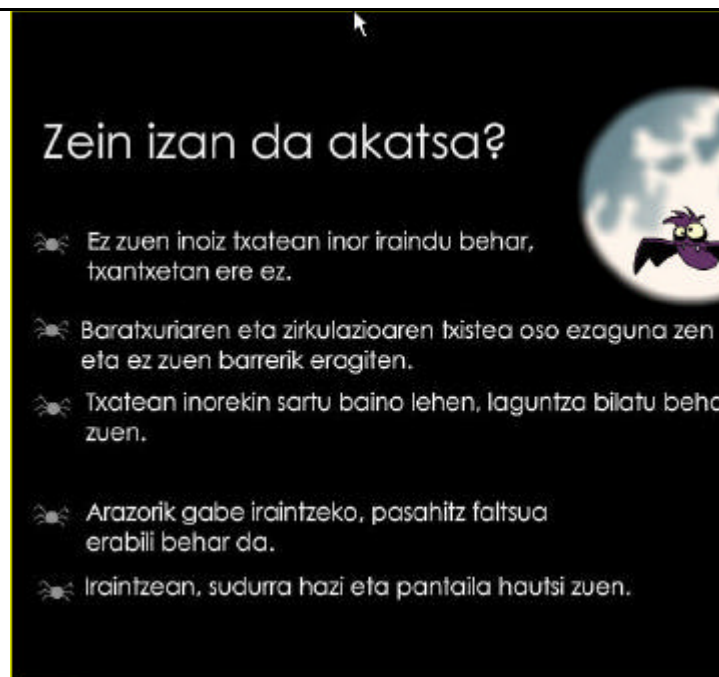 Zein izan da akatsa?
Ez zuen inoiz txatean inor iraindu behar,
txantxetan ere ez.
Baratxuriaren eta zirkulazioaren txistea oso ezaguna zen
eta ez zuen barrerik eragiten.
Txatean inorekin sartu baino lehen, laguntza bilatu
zuen.
Arazorik gabe iraintzeko, pasahitz faltsua
erabili behar da.
Iraintzean, sudurra hazi eta pantaila hautsi zuen.